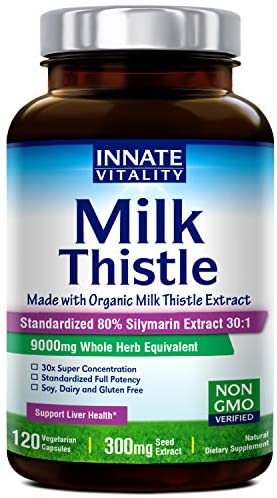 INNATE
VITALITY
Milk
Thistle
Made with Organic Milk Thistle Extract
Standardized 80% Silymarin Extract 30:1
9000mg Whole Herb Equivalent
30x Super Concentration
Standardized Full Potency
Soy, Dairy and Gluten Free
Support Liver Health*
NON
GMO
VERIFIED
120 Vegetarian Capsules
300mg Seed Extract
Natural
Dietary Supplement